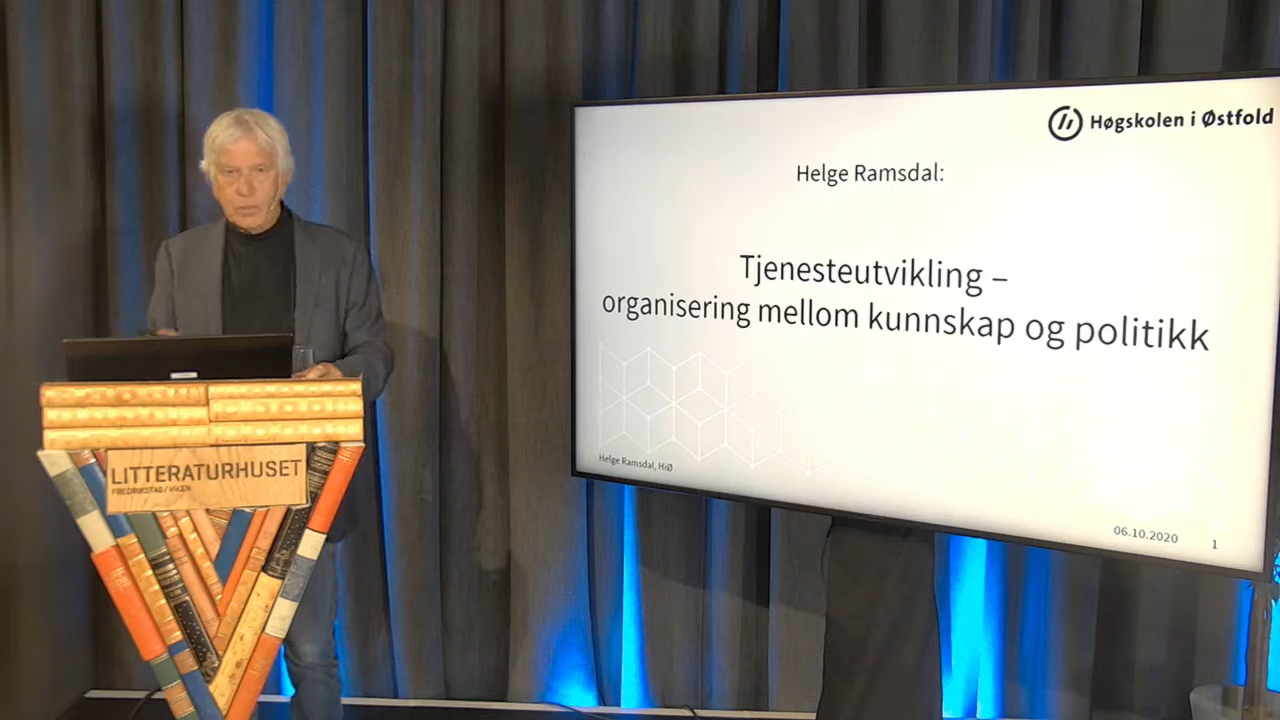 LITTERATURHUSET
FREDRIKSTAD/VIKEN
Høgskolen i Østfold
Helge Ramsdal:
Tjenesteutvikling –
organisering mellom kunnskap og politikk
Helge Ramsdal, HiØ
06.10.2020 1